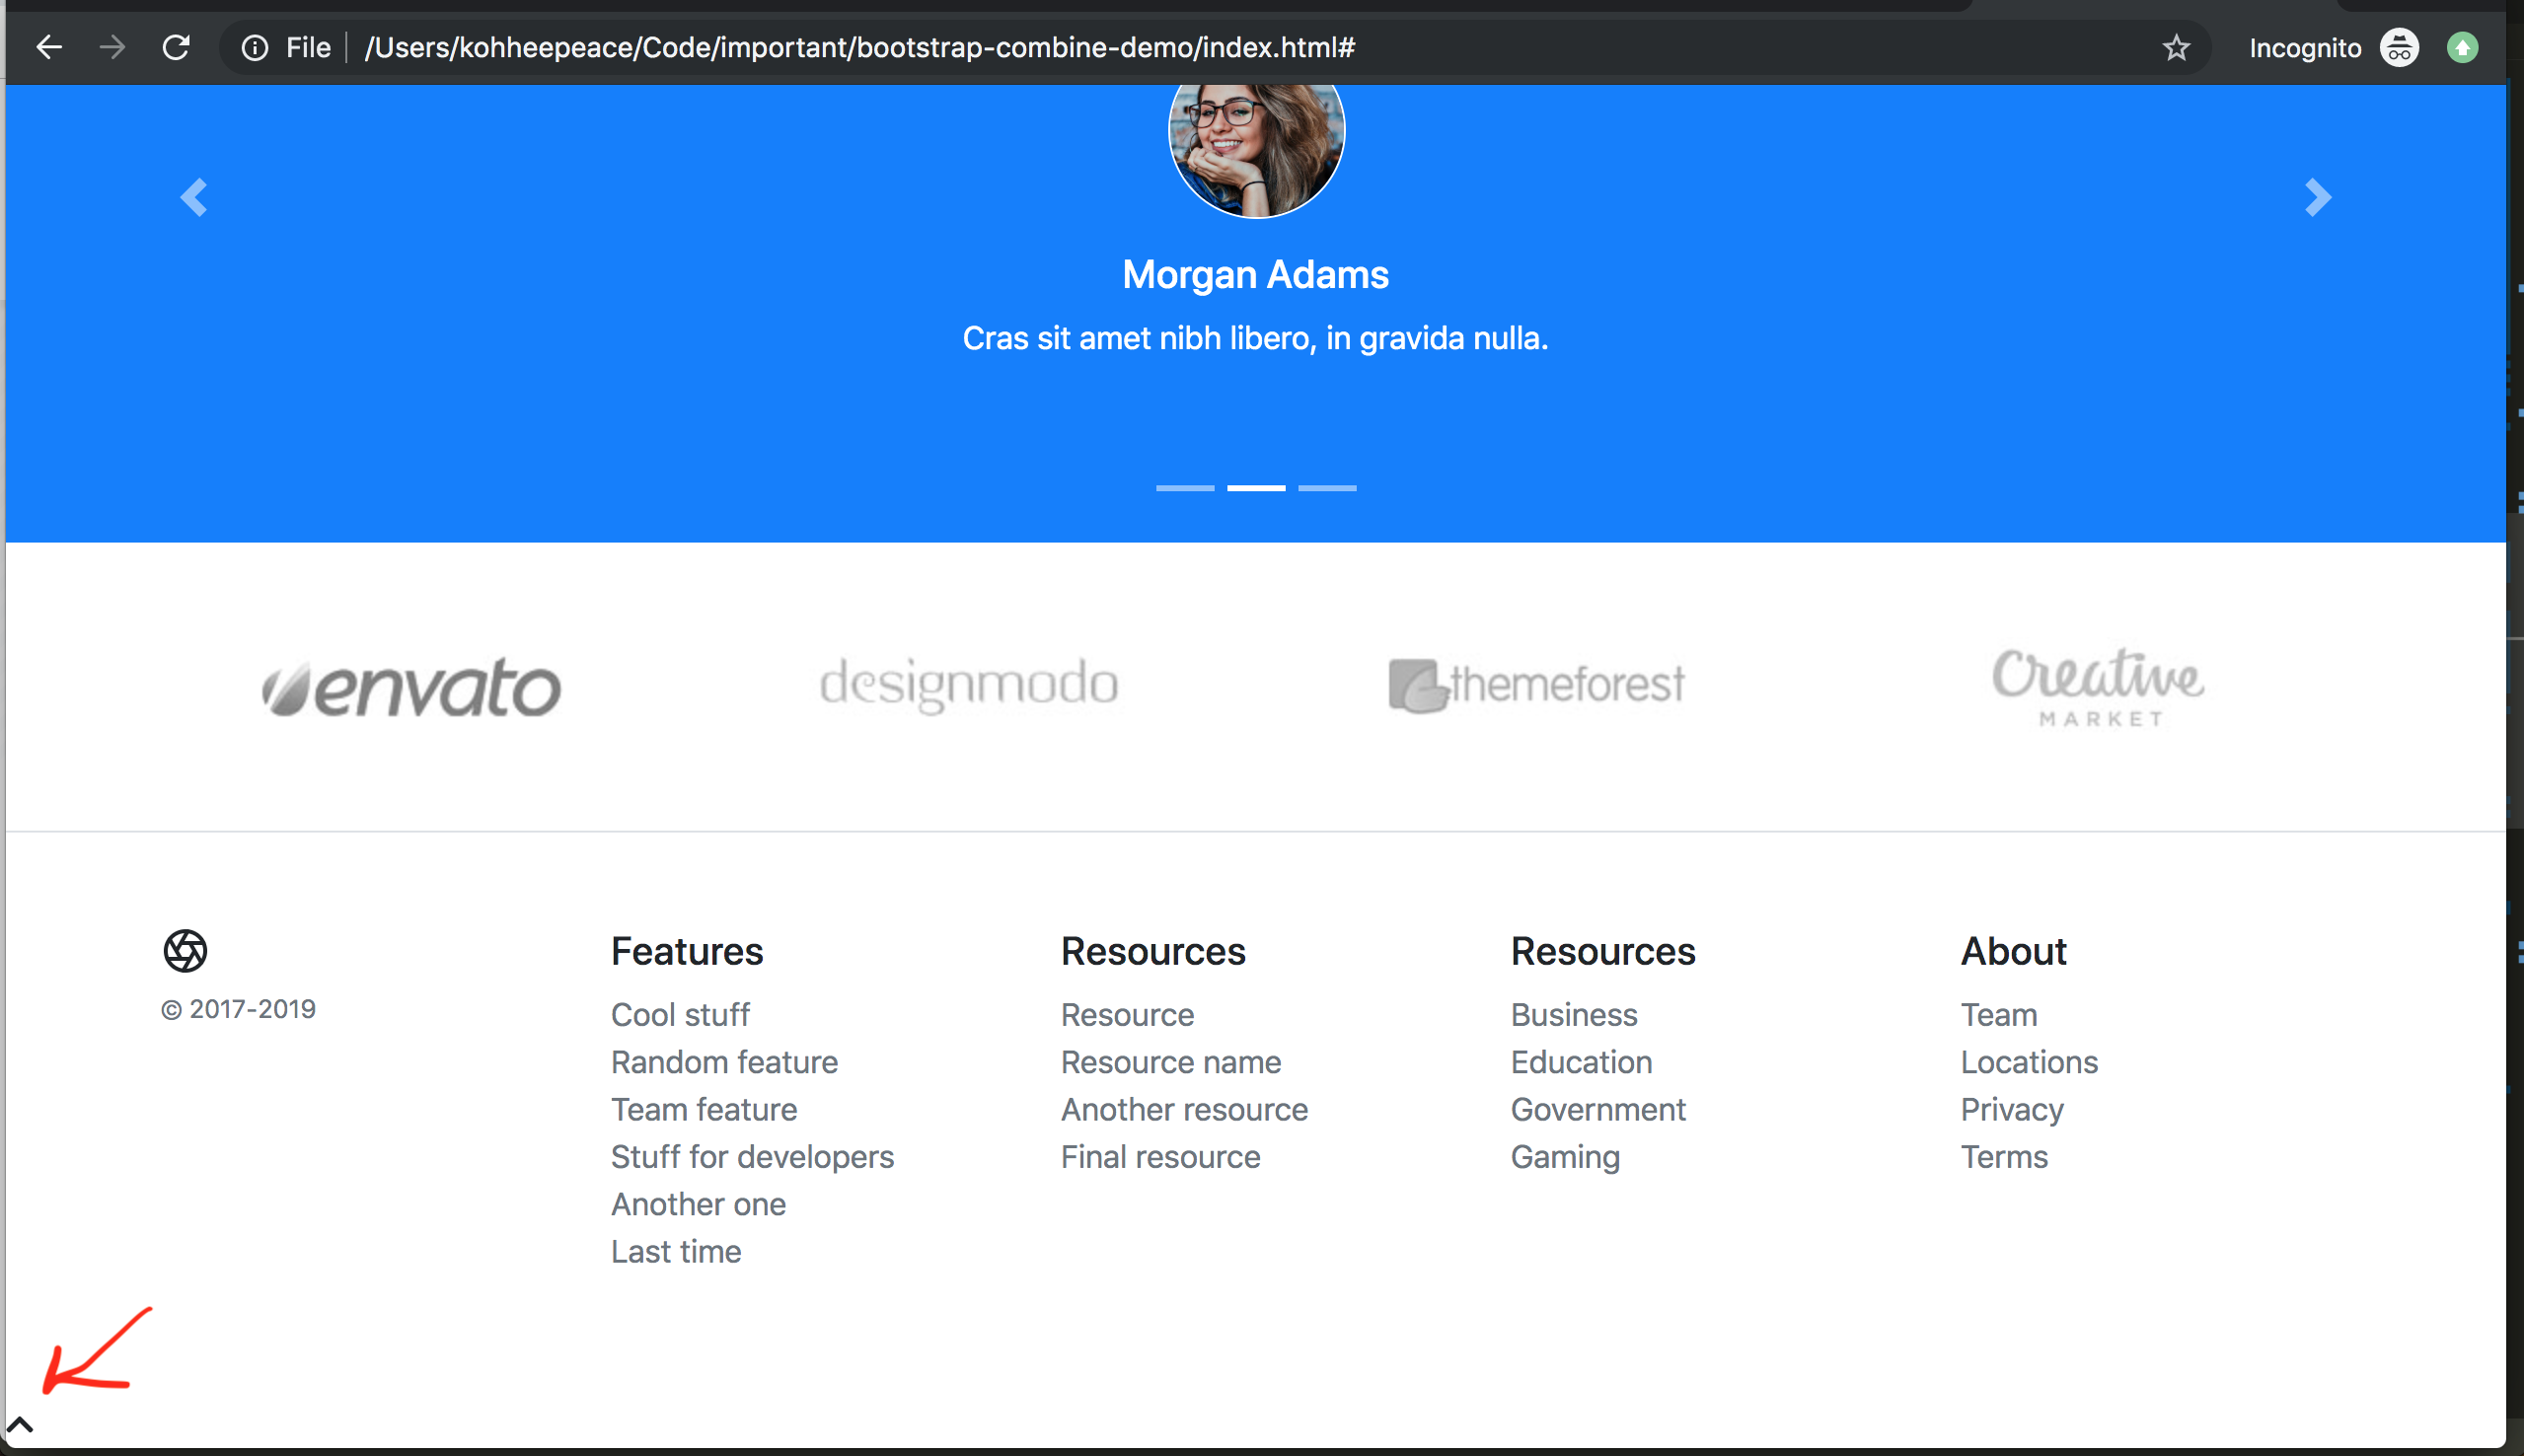 File /Users/kohheepeace/Code/important/bootstrap-combine-demo/index.html# Incognito
Morgan Adams
Cras sit amet nibh libero, in gravida nulla.
envato designmodo themeforest Creative
MARKET
Features Resources Resources About
© 2017-2019
Cool stuff Resource Business Team
Random feature Resource name Education Locations
Team feature Another resource Government Privacy
Stuff for developers Final resource Gaming Terms
Another one
Last time